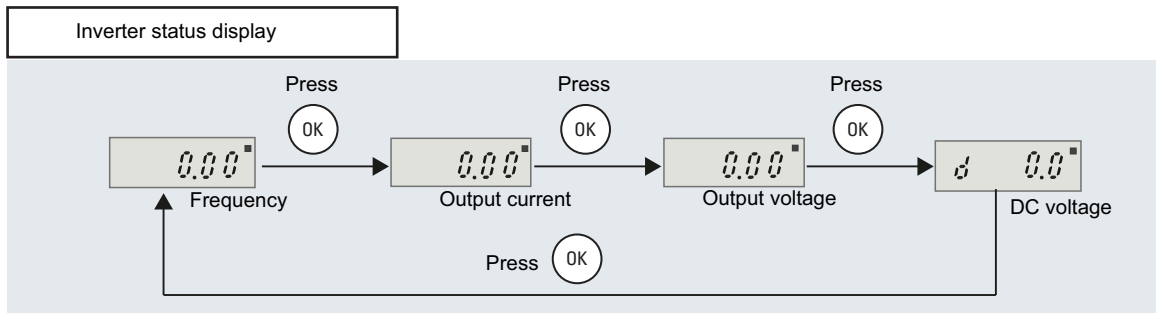 Inverter status display
Press
OK
Press
OK
Press
OK
0.00
0.00
0.00
d 0.0
Frequency
Output current
Output voltage
DC voltage
Press OK